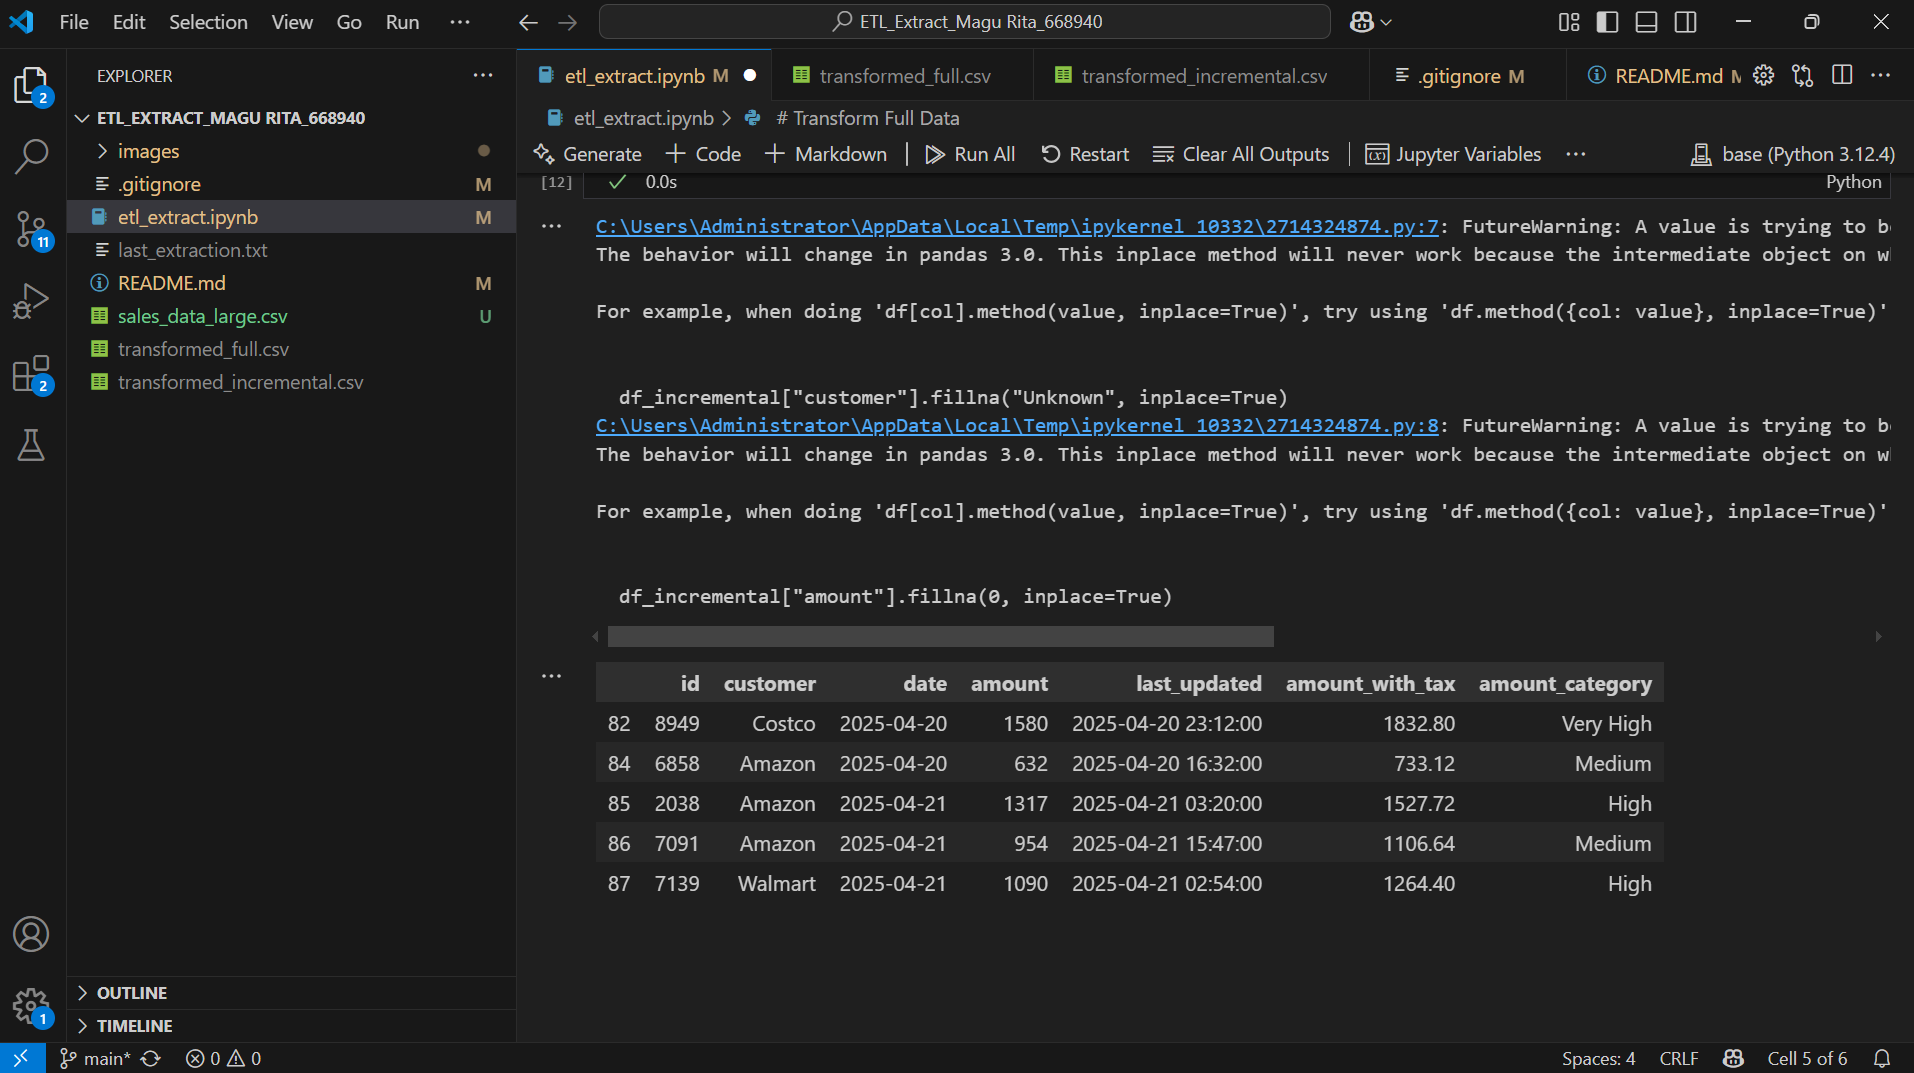 File Edit Selection View Go Run ···
ETL_Extract_Magu Rita_668940
EXPLORER ···
ETL_EXTRACT_MAGU RITA_668940
images
.gitignore M
etl_extract.ipynb M
last_extraction.txt
README.md M
sales_data_large.csv U
transformed_full.csv
transformed_incremental.csv
OUTLINE
TIMELINE
2
11
2
1
etl_extract.ipynb M
transformed_full.csv
transformed_incremental.csv
.gitignore M
README.md M
etl_extract.ipynb > # Transform Full Data
Generate + Code + Markdown Run All Restart Clear All Outputs Jupyter Variables ··· base (Python 3.12.4)
[12] 0.0s Python
C:\Users\Administrator\AppData\Local\Temp\ipykernel_10332\2714324874.py:7: FutureWarning: A value is trying to be
The behavior will change in pandas 3.0. This inplace method will never work because the intermediate object on w
For example, when doing 'df[col].method(value, inplace=True)', try using 'df.method({col: value}, inplace=True)'
df_incremental["customer"].fillna("Unknown", inplace=True)
C:\Users\Administrator\AppData\Local\Temp\ipykernel_10332\2714324874.py:8: FutureWarning: A value is trying to be
The behavior will change in pandas 3.0. This inplace method will never work because the intermediate object on w
For example, when doing 'df[col].method(value, inplace=True)', try using 'df.method({col: value}, inplace=True)'
df_incremental["amount"].fillna(0, inplace=True)
id customer date amount last_updated amount_with_tax amount_category
82 8949 Costco 2025-04-20 1580 2025-04-20 23:12:00 1832.80 Very High
84 6858 Amazon 2025-04-20 632 2025-04-20 16:32:00 733.12 Medium
85 2038 Amazon 2025-04-21 1317 2025-04-21 03:20:00 1527.72 High
86 7091 Amazon 2025-04-21 954 2025-04-21 15:47:00 1106.64 Medium
87 7139 Walmart 2025-04-21 1090 2025-04-21 02:54:00 1264.40 High
main* 0 0 Spaces: 4 CRLF Cell 5 of 6